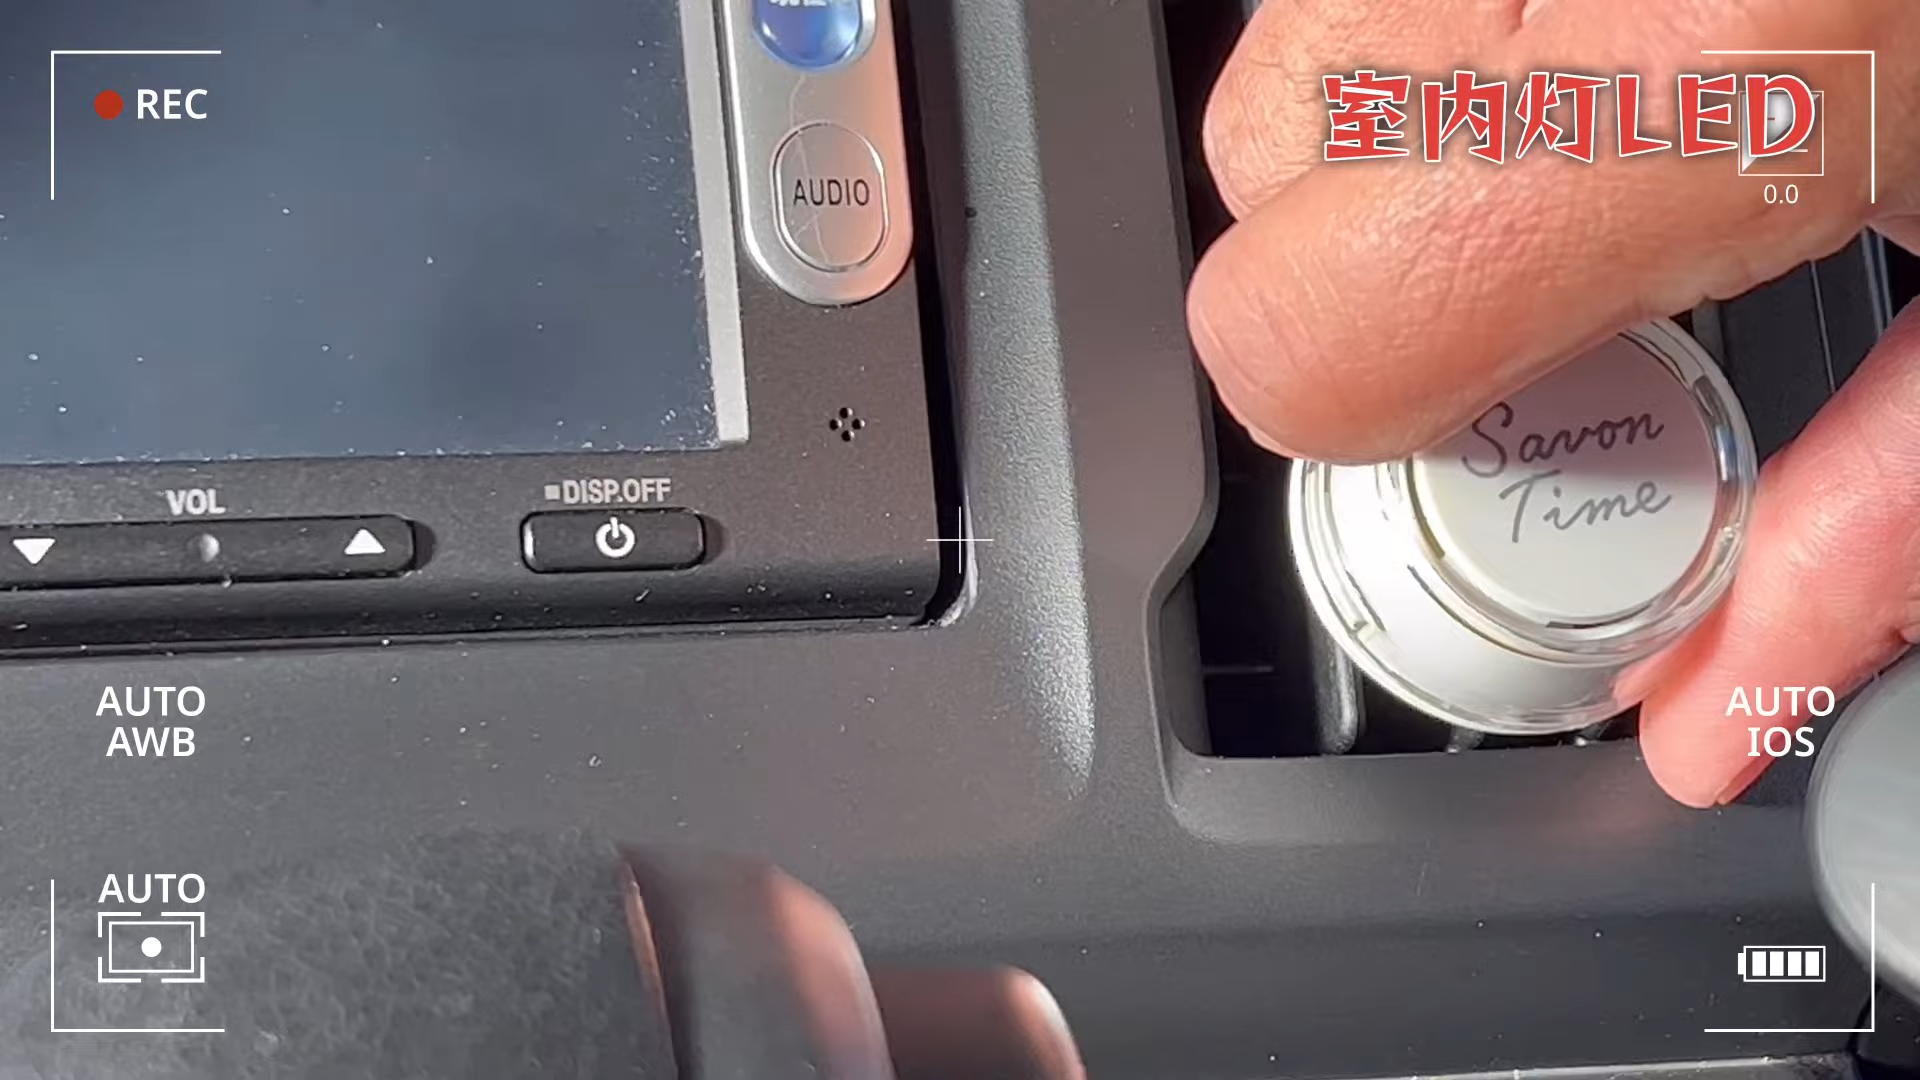 REC
室内灯LED
0.0
AUDIO
Savon
Time
VOL
DISP.OFF
AUTO
AWB
AUTO
IOS
AUTO